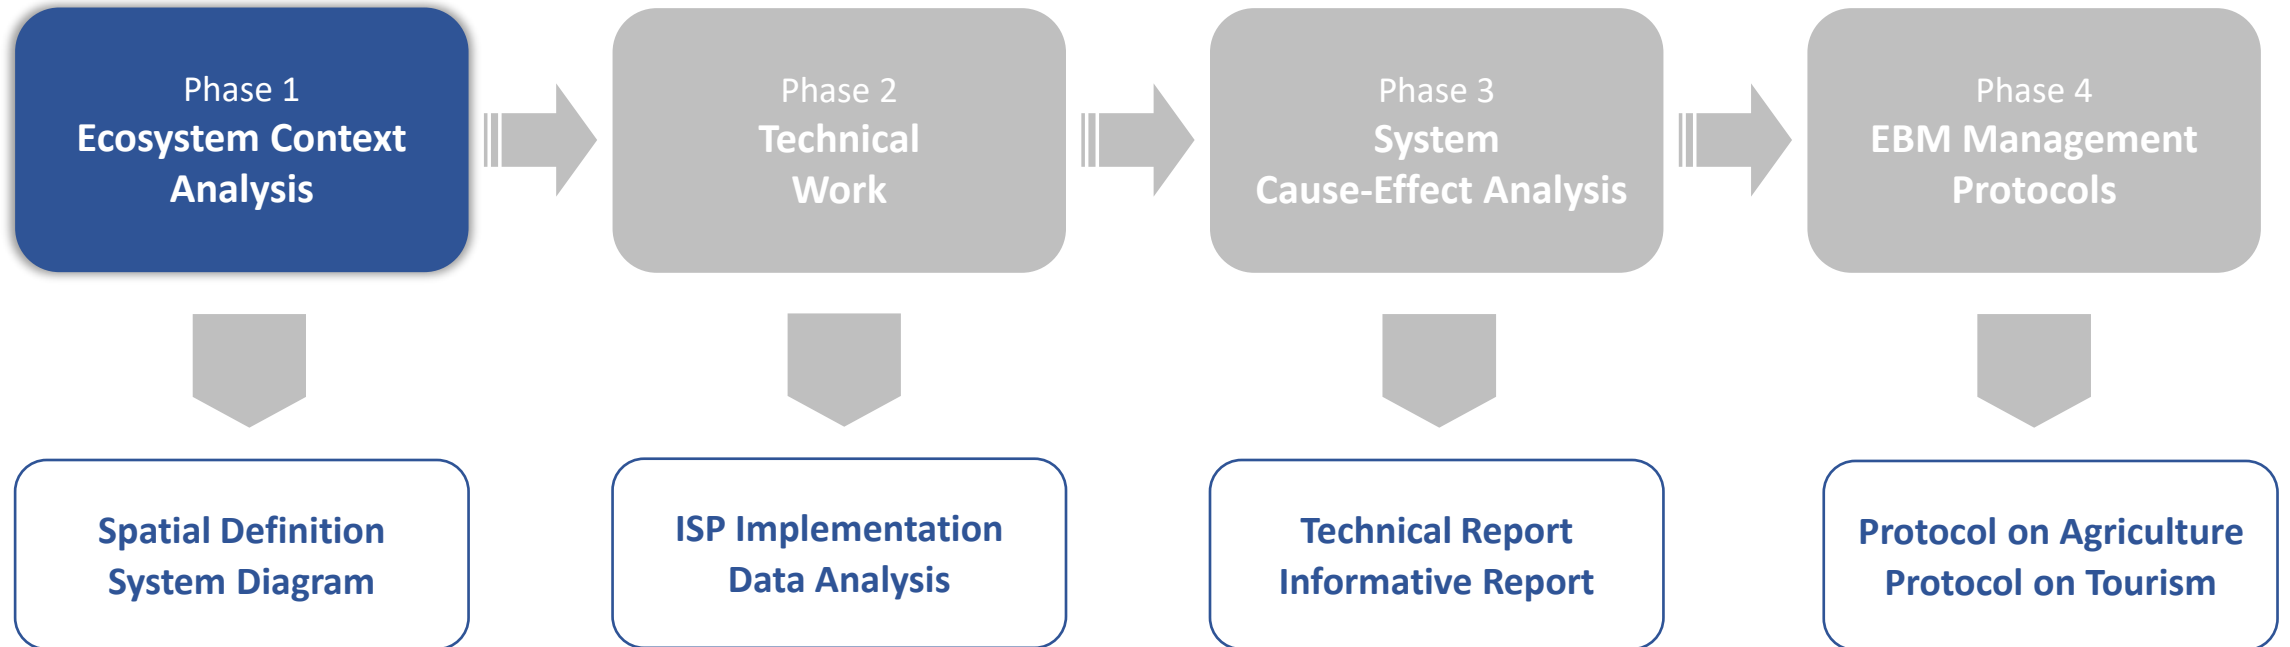 Phase 1
Ecosystem Context
Analysis
Phase 2
Technical
Work
Phase 3
System
Cause-Effect Analysis
Phase 4
EBM Management
Protocols
Spatial Definition
System Diagram
ISP Implementation
Data Analysis
Technical Report
Informative Report
Protocol on Agriculture
Protocol on Tourism